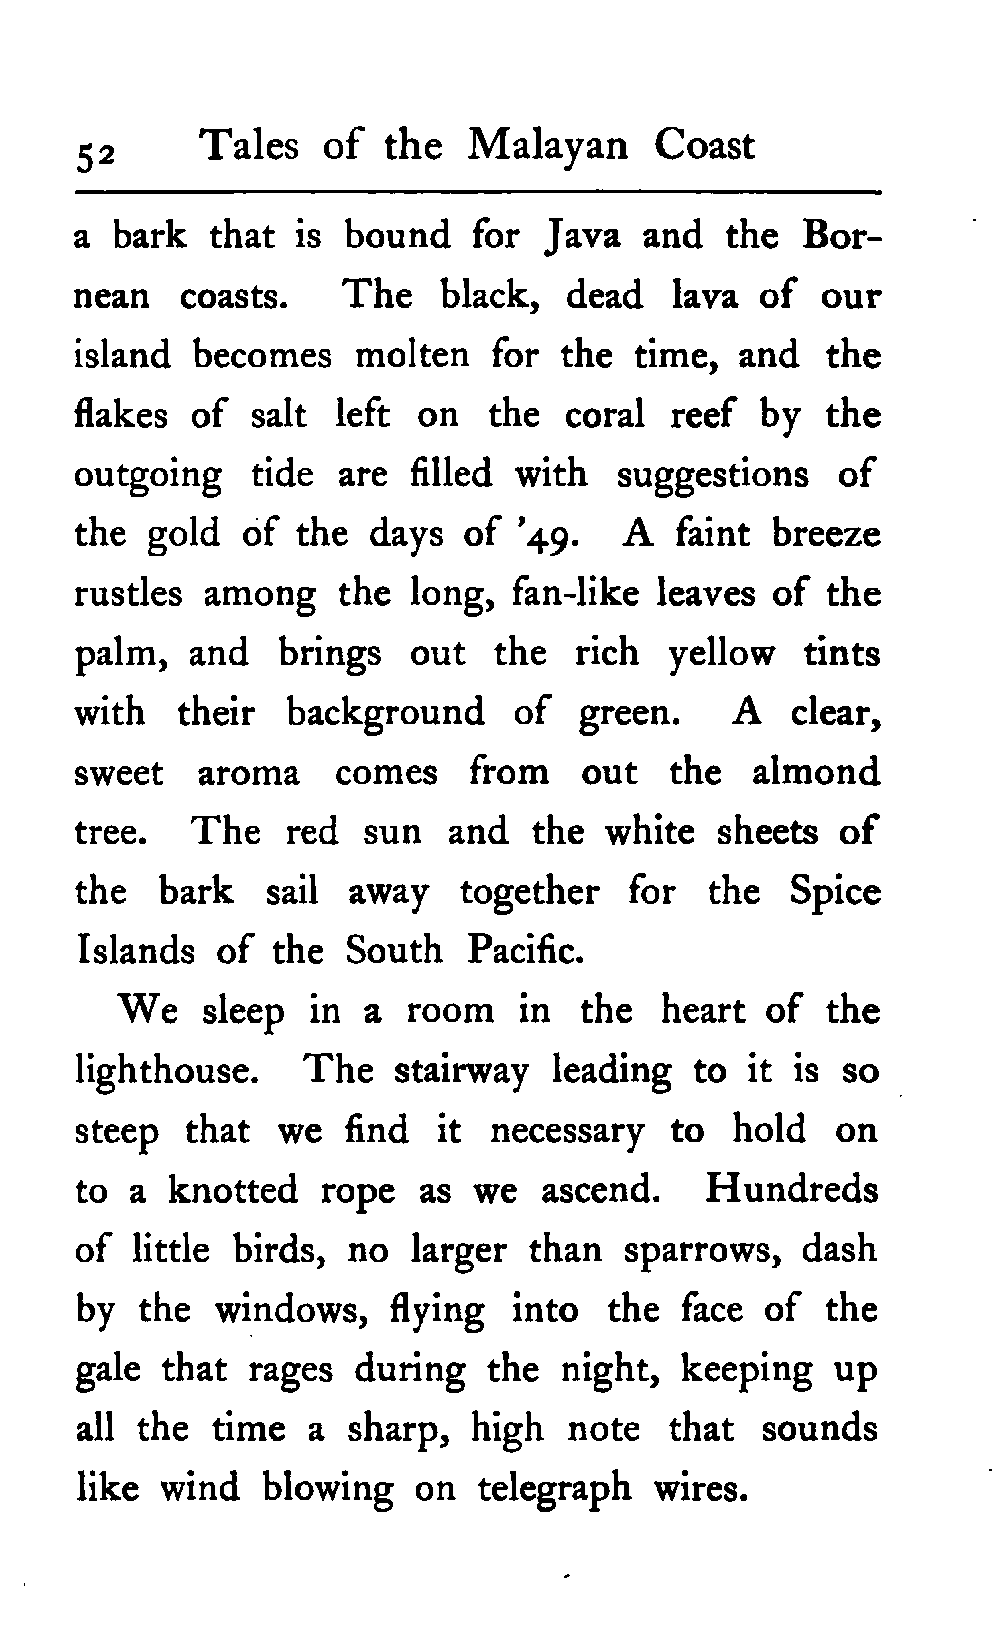 52 Tales of the Malayan Coast
a bark that is bound for Java and the Bor-
nean coasts. The black, dead lava of our
island becomes molten for the time, and the
flakes of salt left on the coral reef by the
outgoing tide are filled with suggestions of
the gold of the days of '49. A faint breeze
rustles among the long, fan-like leaves of the
palm, and brings out the rich yellow tints
with their background of green. A clear,
sweet aroma comes from out the almond
tree. The red sun and the white sheets of
the bark sail away together for the Spice
Islands of the South Pacific.
We sleep in a room in the heart of the
lighthouse. The stairway leading to it is so
steep that we find it necessary to hold on
to a knotted rope as we ascend. Hundreds
of little birds, no larger than sparrows, dash
by the windows, flying into the face of the
gale that rages during the night, keeping up
all the time a sharp, high note that sounds
like wind blowing on telegraph wires.